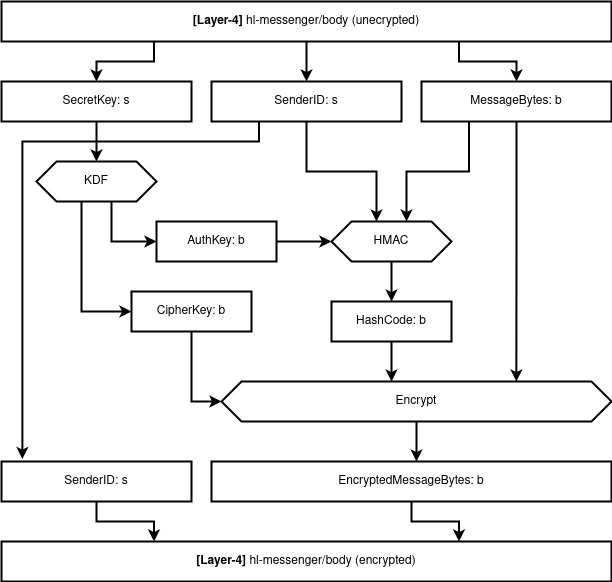 [Layer-4] hl-messenger/body (unecrypted)
SecretKey: s
SenderID: s
MessageBytes: b
KDF
AuthKey: b
HMAC
CipherKey: b
HashCode: b
Encrypt
SenderID: s
EncryptedMessageBytes: b
[Layer-4] hl-messenger/body (encrypted)